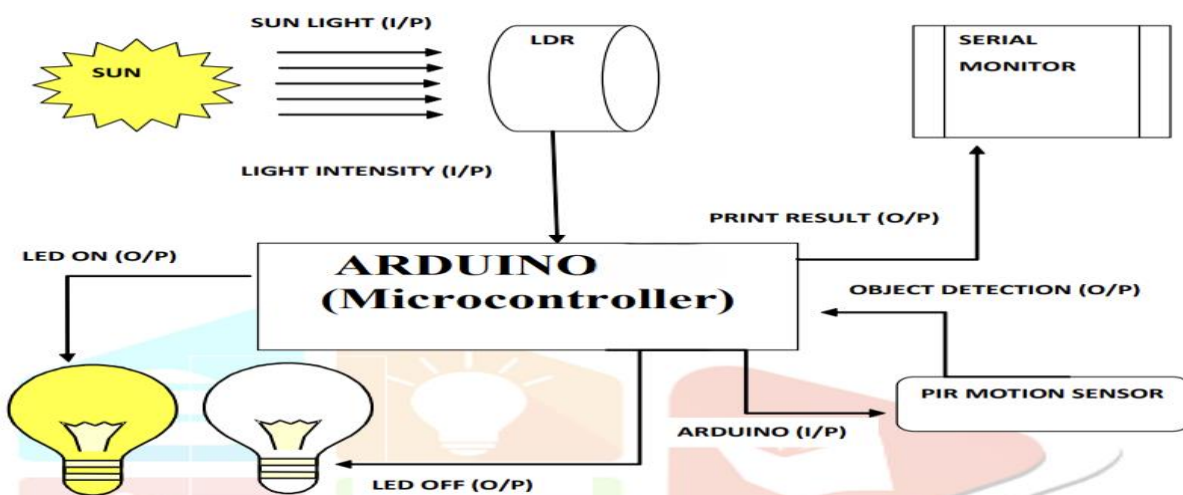 SUN LIGHT (I/P)
SUN
LDR
SERIAL
MONITOR
LIGHT INTENSITY (I/P)
PRINT RESULT (O/P)
LED ON (O/P)
ARDUINO
(Microcontroller)
OBJECT DETECTION (O/P)
PIR MOTION SENSOR
ARDUINO (I/P)
LED OFF (O/P)